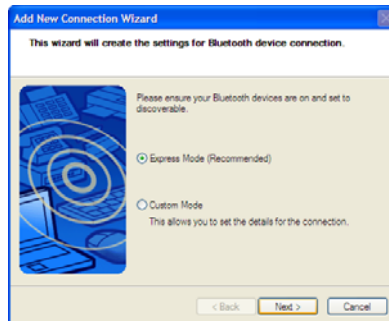 Add New Connection Wizard
This wizard will create the settings for Bluetooth device connection.
Please ensure your Bluetooth devices are on and set to
discoverable.
Express Mode (Recommended)
Custom Mode
This allows you to set the details for the connection.
< Back
Next >
Cancel